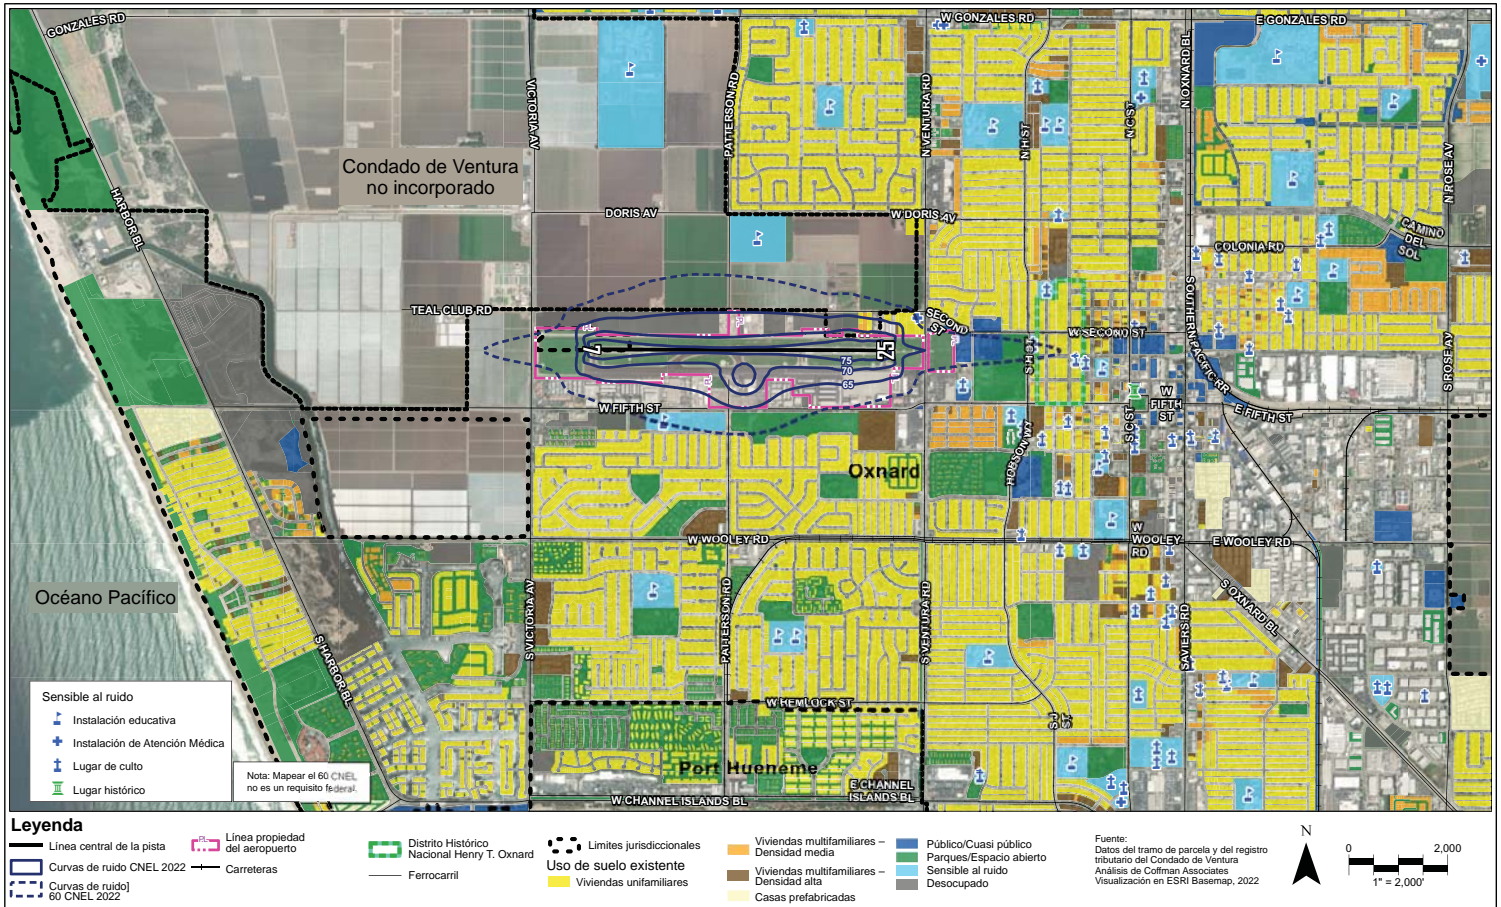 GONZALES RD
W GONZALES RD
E GONZALES RD
VICTORIA AV
PATTERSON RD
N VENTURA RD
N H ST
N C ST
N OXNARD BL
N ROSE AV
Condado de Ventura
no incorporado
HARBOR BL
DORIS AV
W DORIS AV
COLONIA RD
CAMINO
DEL
SOL
TEAL CLUB RD
SECOND
ST
W SECOND ST
SOUTHERN PACIFIC RR
S ROSE AV
S H ST
7
25
75
70
65
W FIFTH ST
W
FIFTH
ST
E FIFTH ST
S C ST
HOBSON WY
Oxnard
W WOOLEY RD
W
WOOLEY
RD
E WOOLEY RD
Océano Pacífico
S HARBOR BL
S VICTORIA AV
PATTERSON RD
S VENTURA RD
SAVIERS RD
S OXNARD BL
W HEMLOCK ST
Port Hueneme
E CHANNEL
ISLANDS BL
W CHANNEL ISLANDS BL
Sensible al ruido
Instalación educativa
Instalación de Atención Médica
Lugar de culto
Lugar histórico
Nota: Mapear el 60 CNEL
no es un requisito federal.
Leyenda
Línea central de la pista
Curvas de ruido CNEL 2022
Curvas de ruido]
60 CNEL 2022
PL
Línea propiedad
del aeropuerto
Carreteras
Distrito Histórico
Nacional Henry T. Oxnard
Ferrocarril
Limites jurisdiccionales
Uso de suelo existente
Viviendas unifamiliares
Viviendas multifamiliares –
Densidad media
Viviendas multifamiliares –
Densidad alta
Casas prefabricadas
Público/Cuasi público
Parques/Espacio abierto
Sensible al ruido
Desocupado
Fuente:
Datos del tramo de parcela y del registro
tributario del Condado de Ventura
Análisis de Coffman Associates
Visualización en ESRI Basemap, 2022
N
0 2,000
1" = 2,000'